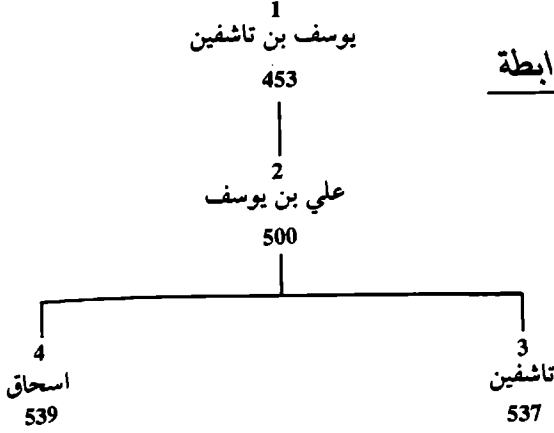 ابطة
1
يوسف بن تاشفين
453
2
علي بن يوسف
500
3
تاشفين
537
4
اسحاق
539